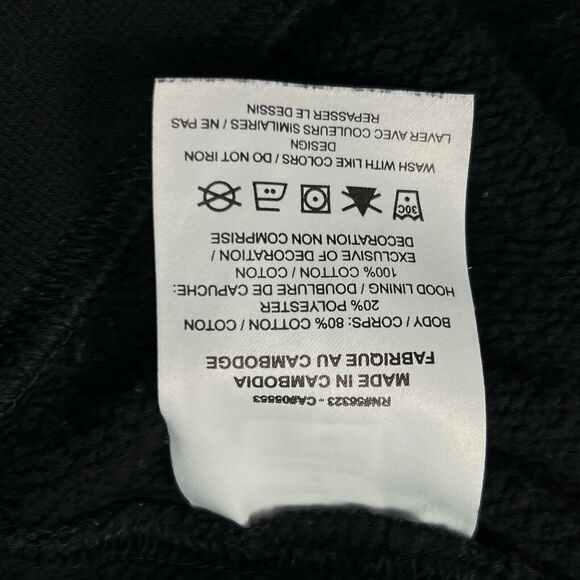 RN#56323 - CA#05553
MADE IN CAMBODIA
FABRIQUE AU CAMBODGE
BODY / CORPS: 80% COTTON / COTON
20% POLYESTER
HOOD LINING / DOUBLURE DE CAPUCHE:
100% COTTON / COTON
EXCLUSIVE OF DECORATION /
DECORATION NON COMPRISE
30C
WASH WITH LIKE COLORS / DO NOT IRON
DESIGN
LAVER AVEC COULEURS SIMILAIRES / NE PAS
REPASSER LE DESSIN